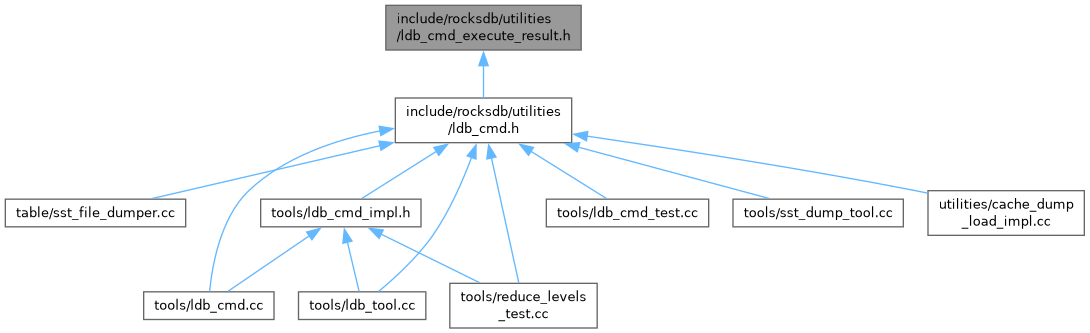 include/rocksdb/utilities
/ldb_cmd_execute_result.h
include/rocksdb/utilities
/ldb_cmd.h
table/sst_file_dumper.cc
tools/ldb_cmd_impl.h
tools/ldb_cmd_test.cc
tools/sst_dump_tool.cc
utilities/cache_dump
_load_impl.cc
tools/ldb_cmd.cc
tools/ldb_tool.cc
tools/reduce_levels
_test.cc